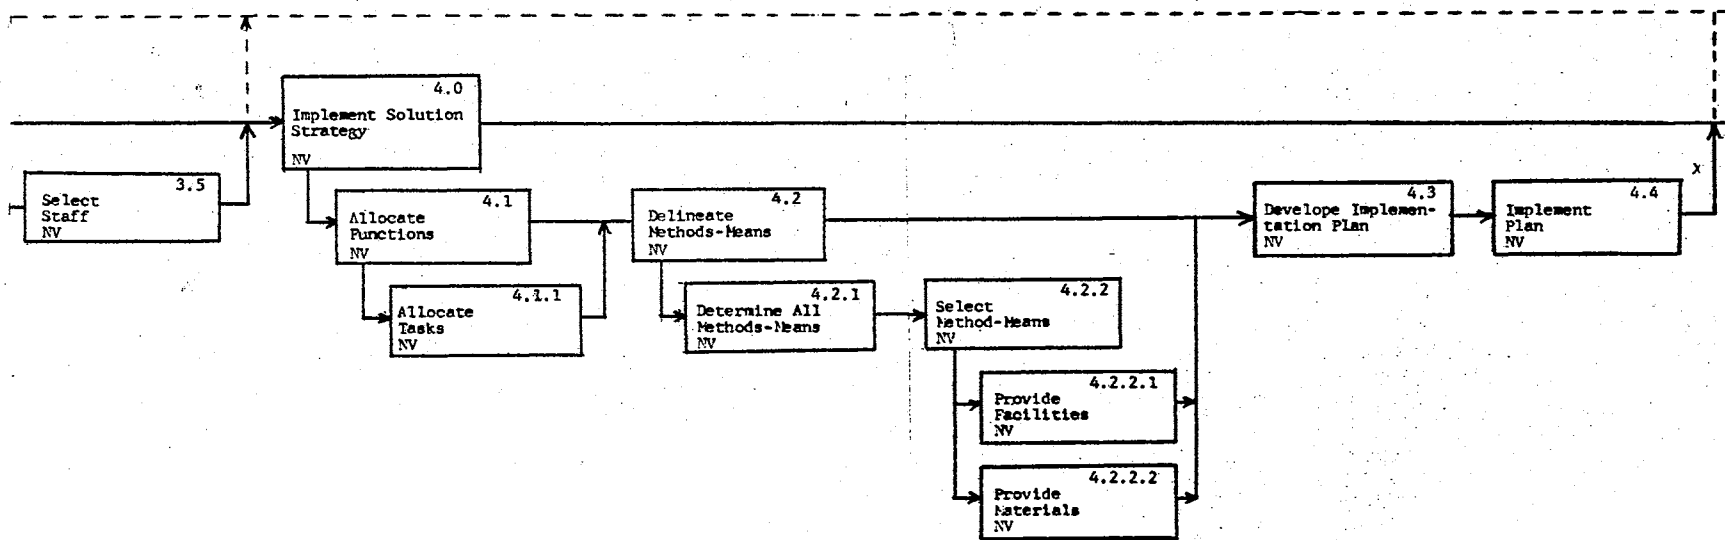 4.0
Implement Solution
Strategy
NV
3.5
Select
Staff
NV
4.1
Allocate
Functions
NV
4.1.1
Allocate
Tasks
NV
4.2
Delineate
Methods-Means
NV
4.2.1
Determine All
Methods-Means
NV
4.2.2
Select
Method-Means
NV
4.2.2.1
Provide
Facilities
NV
4.2.2.2
Provide
Materials
NV
4.3
Develope Implemen-
tation Plan
NV
4.4
Implement
Plan
NV
X